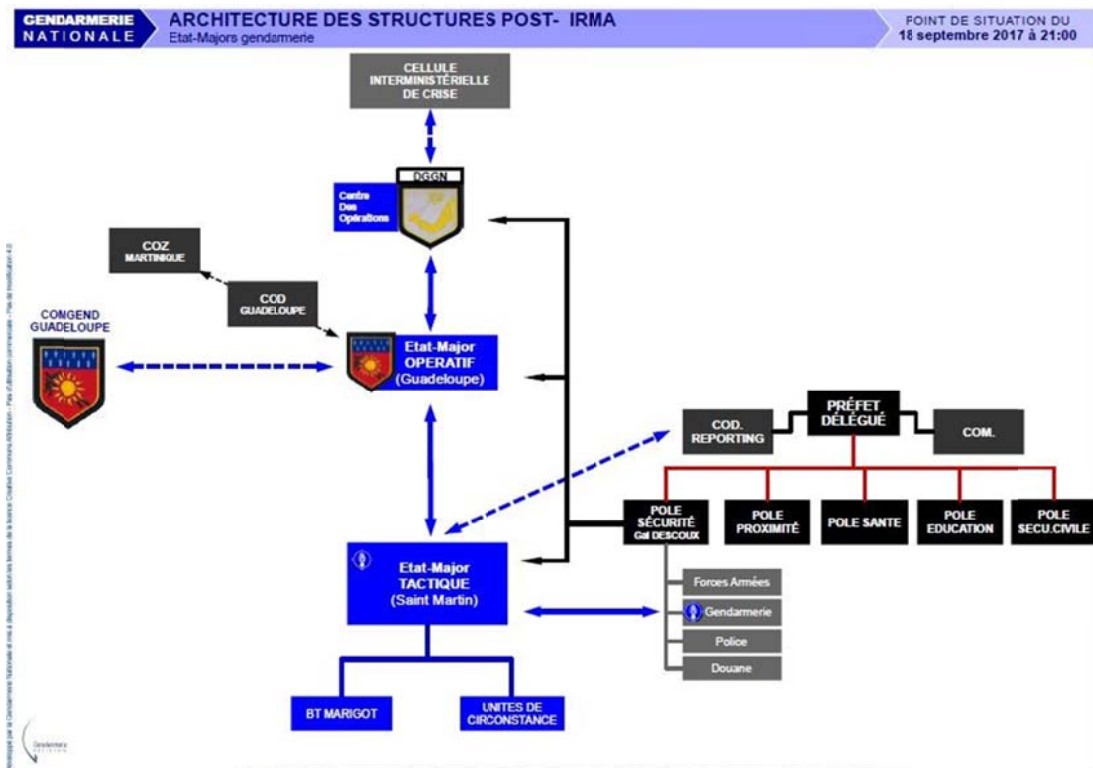 GENDARMERIE
NATIONALE
ARCHITECTURE DES STRUCTURES POST- IRMA
Etat-Majors gendarmerie
POINT DE SITUATION DU
18 septembre 2017 à 21:00
CELLULE
INTERMINISTÉRIELLE
DE CRISE
DGGN
Centre
Des
Opérations
COZ
MARTINIQUE
COD
GUADELOUPE
COMGEND
GUADELOUPE
Etat-Major
OPERATIF
(Guadeloupe)
COD.
REPORTING
PRÉFET
DÉLÉGUÉ
COM.
POLE
SÉCURITÉ
Gal DESCOUX
POLE
PROXIMITÉ
POLE SANTE
POLE
EDUCATION
POLE
SECU.CIVILE
Etat-Major
TACTIQUE
(Saint Martin)
Forces Armées
Gendarmerie
Police
Douane
BT MARIGOT
UNITES DE
CIRCONSTANCE
Gendarmerie